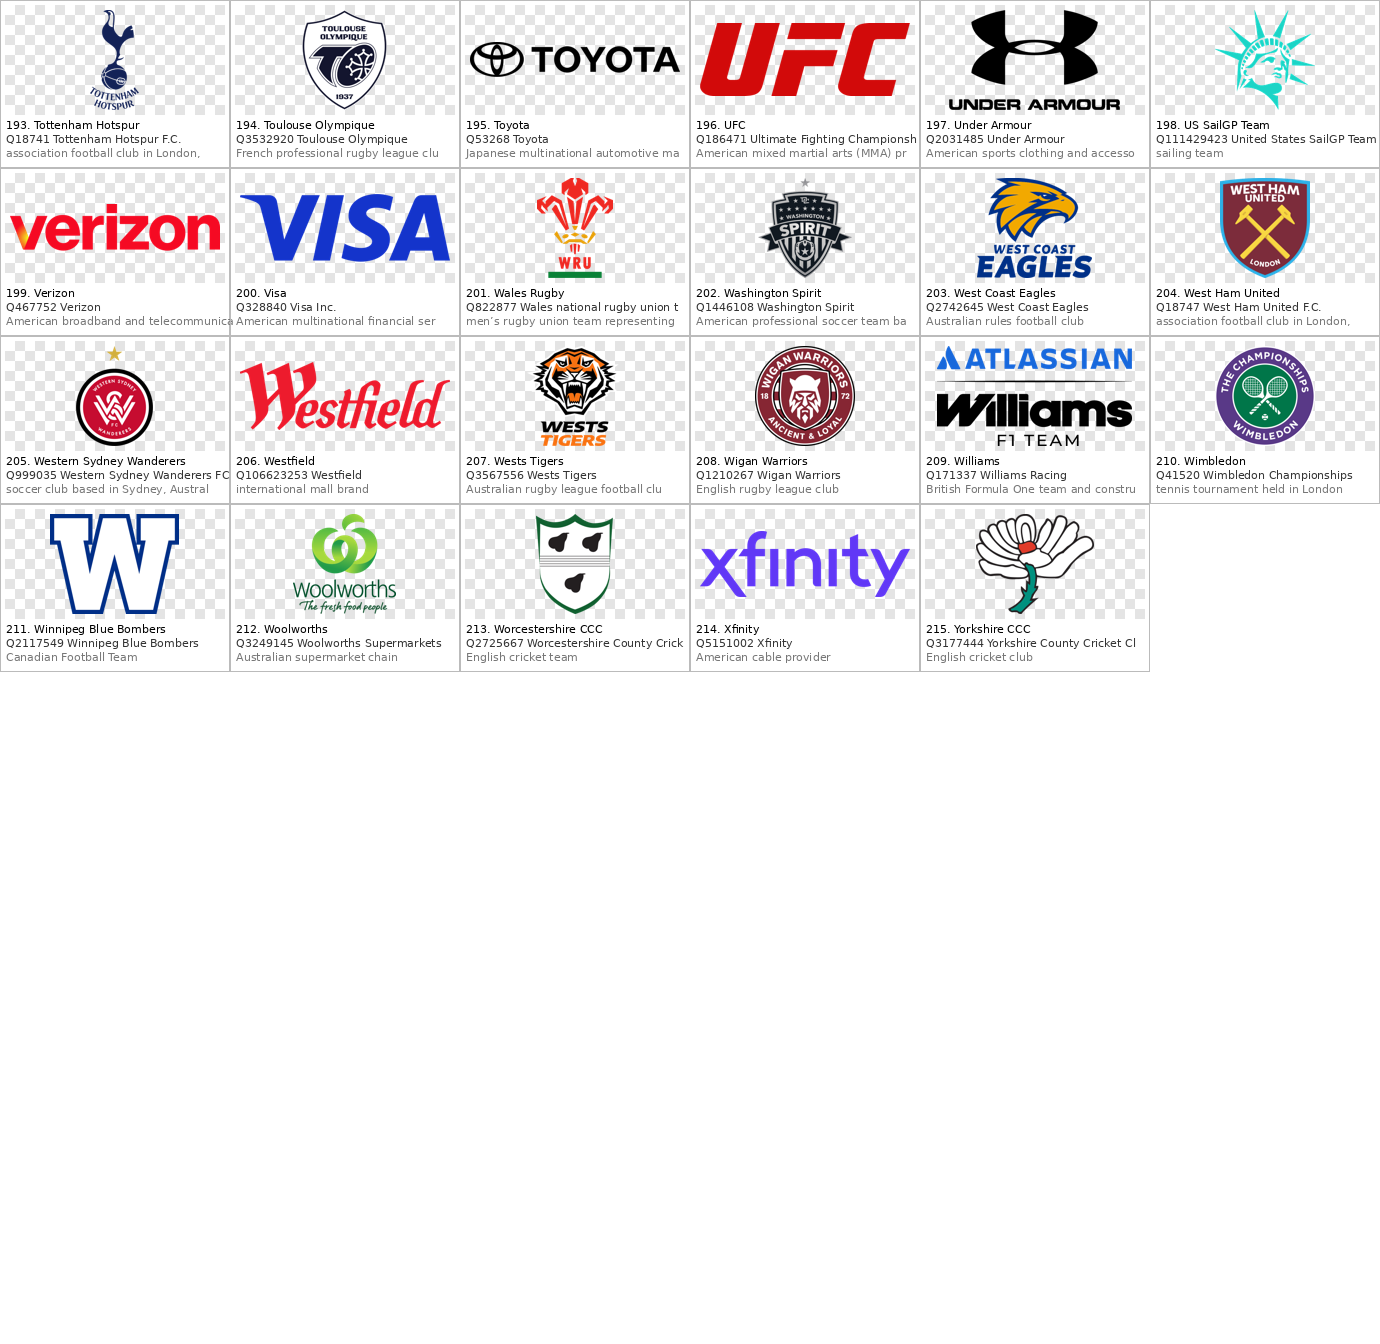 TOTTENHAM
HOTSPUR
193. Tottenham Hotspur
Q18741 Tottenham Hotspur F.C.
association football club in London,
TOULOUSE
OLYMPIQUE
1937
194. Toulouse Olympique
Q3532920 Toulouse Olympique
French professional rugby league clu
TOYOTA
195. Toyota
Q53268 Toyota
Japanese multinational automotive ma
UFC
196. UFC
Q186471 Ultimate Fighting Championsh
American mixed martial arts (MMA) pr
UNDER ARMOUR
197. Under Armour
Q2031485 Under Armour
American sports clothing and accesso
198. US SailGP Team
Q111429423 United States SailGP Team
sailing team
verizon
199. Verizon
Q467752 Verizon
American broadband and telecommunica
VISA
200. Visa
Q328840 Visa Inc.
American multinational financial ser
WRU
201. Wales Rugby
Q822877 Wales national rugby union t
men's rugby union team representing
WASHINGTON
SPIRIT
202. Washington Spirit
Q1446108 Washington Spirit
American professional soccer team ba
WEST COAST
EAGLES
203. West Coast Eagles
Q2742645 West Coast Eagles
Australian rules football club
WEST HAM
UNITED
LONDON
204. West Ham United
Q18747 West Ham United F.C.
association football club in London,
WESTERN SYDNEY
FC
WANDERERS
205. Western Sydney Wanderers
Q999035 Western Sydney Wanderers FC
soccer club based in Sydney, Austral
Westfield
206. Westfield
Q106623253 Westfield
international mall brand
WESTS
TIGERS
207. Wests Tigers
Q3567556 Wests Tigers
Australian rugby league football clu
WIGAN WARRIORS
18 72
ANCIENT & LOYAL
208. Wigan Warriors
Q1210267 Wigan Warriors
English rugby league club
ATLASSIAN
Williams
F1 TEAM
209. Williams
Q171337 Williams Racing
British Formula One team and constru
THE CHAMPIONSHIPS
WIMBLEDON
210. Wimbledon
Q41520 Wimbledon Championships
tennis tournament held in London
W
211. Winnipeg Blue Bombers
Q2117549 Winnipeg Blue Bombers
Canadian Football Team
Woolworths
The fresh food people
212. Woolworths
Q3249145 Woolworths Supermarkets
Australian supermarket chain
213. Worcestershire CCC
Q2725667 Worcestershire County Crick
English cricket team
xfinity
214. Xfinity
Q5151002 Xfinity
American cable provider
215. Yorkshire CCC
Q3177444 Yorkshire County Cricket Cl
English cricket club